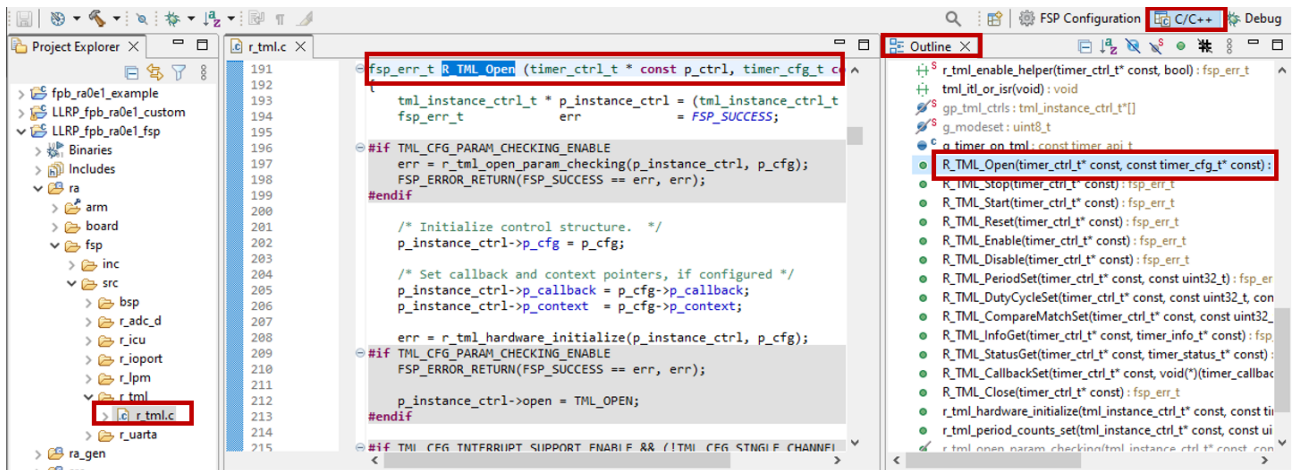 FSP Configuration
C/C++
Debug
Project Explorer
fpb_ra0e1_example
LLRP_fpb_ra0e1_custom
LLRP_fpb_ra0e1_fsp
Binaries
Includes
ra
arm
board
fsp
inc
src
bsp
r_adc_d
r_icu
r_ioport
r_lpm
r_tml
r_tml.c
r_uarta
ra_gen
r_tml.c
191 fsp_err_t R_TML_Open (timer_ctrl_t * const p_ctrl, timer_cfg_t co
192 {
193 tml_instance_ctrl_t * p_instance_ctrl = (tml_instance_ctrl_t
194 fsp_err_t err = FSP_SUCCESS;
195
196 #if TML_CFG_PARAM_CHECKING_ENABLE
197 err = r_tml_open_param_checking(p_instance_ctrl, p_cfg);
198 FSP_ERROR_RETURN(FSP_SUCCESS == err, err);
199 #endif
200
201 /* Initialize control structure. */
202 p_instance_ctrl->p_cfg = p_cfg;
203
204 /* Set callback and context pointers, if configured */
205 p_instance_ctrl->p_callback = p_cfg->p_callback;
206 p_instance_ctrl->p_context = p_cfg->p_context;
207
208 err = r_tml_hardware_initialize(p_instance_ctrl, p_cfg);
209 #if TML_CFG_PARAM_CHECKING_ENABLE
210 FSP_ERROR_RETURN(FSP_SUCCESS == err, err);
211
212 p_instance_ctrl->open = TML_OPEN;
213 #endif
214
215 #if TML_CFG_INTERRUPT_SUPPORT_ENABLE && (!TML_CFG_SINGLE_CHANNEL
Outline
r_tml_enable_helper(timer_ctrl_t* const, bool) : fsp_err_t
tml_itl_or_isr(void) : void
gp_tml_ctrls : tml_instance_ctrl_t*[]
g_modeset : uint8_t
g_timer_on_tml : const timer_api_t
R_TML_Open(timer_ctrl_t* const, const timer_cfg_t* const) :
R_TML_Stop(timer_ctrl_t* const) : fsp_err_t
R_TML_Start(timer_ctrl_t* const) : fsp_err_t
R_TML_Reset(timer_ctrl_t* const) : fsp_err_t
R_TML_Enable(timer_ctrl_t* const) : fsp_err_t
R_TML_Disable(timer_ctrl_t* const) : fsp_err_t
R_TML_PeriodSet(timer_ctrl_t* const, const uint32_t) : fsp_er
R_TML_DutyCycleSet(timer_ctrl_t* const, const uint32_t, con
R_TML_CompareMatchSet(timer_ctrl_t* const, const uint32_
R_TML_InfoGet(timer_ctrl_t* const, timer_info_t* const) : fsp_
R_TML_StatusGet(timer_ctrl_t* const, timer_status_t* const) :
R_TML_CallbackSet(timer_ctrl_t* const, void(*)(timer_callbac
R_TML_Close(timer_ctrl_t* const) : fsp_err_t
r_tml_hardware_initialize(tml_instance_ctrl_t* const, const ti
r_tml_period_counts_set(tml_instance_ctrl_t* const, const ui
r_tml_open_param_checking(tml_instance_ctrl_t* const, con